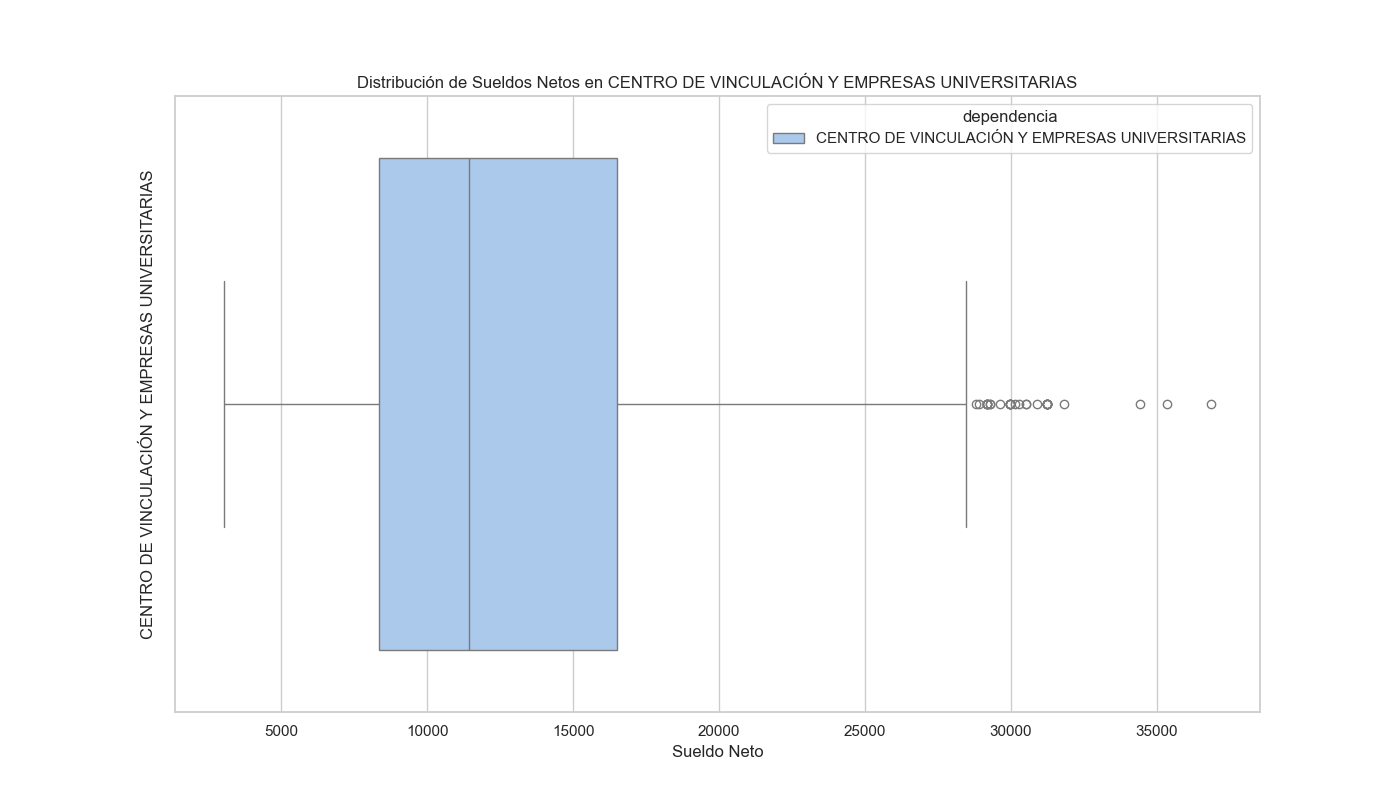 Distribución de Sueldos Netos en CENTRO DE VINCULACIÓN Y EMPRESAS UNIVERSITARIAS
dependencia
CENTRO DE VINCULACIÓN Y EMPRESAS UNIVERSITARIAS
CENTRO DE VINCULACIÓN Y EMPRESAS UNIVERSITARIAS
5000 10000 15000 20000 25000 30000 35000
Sueldo Neto